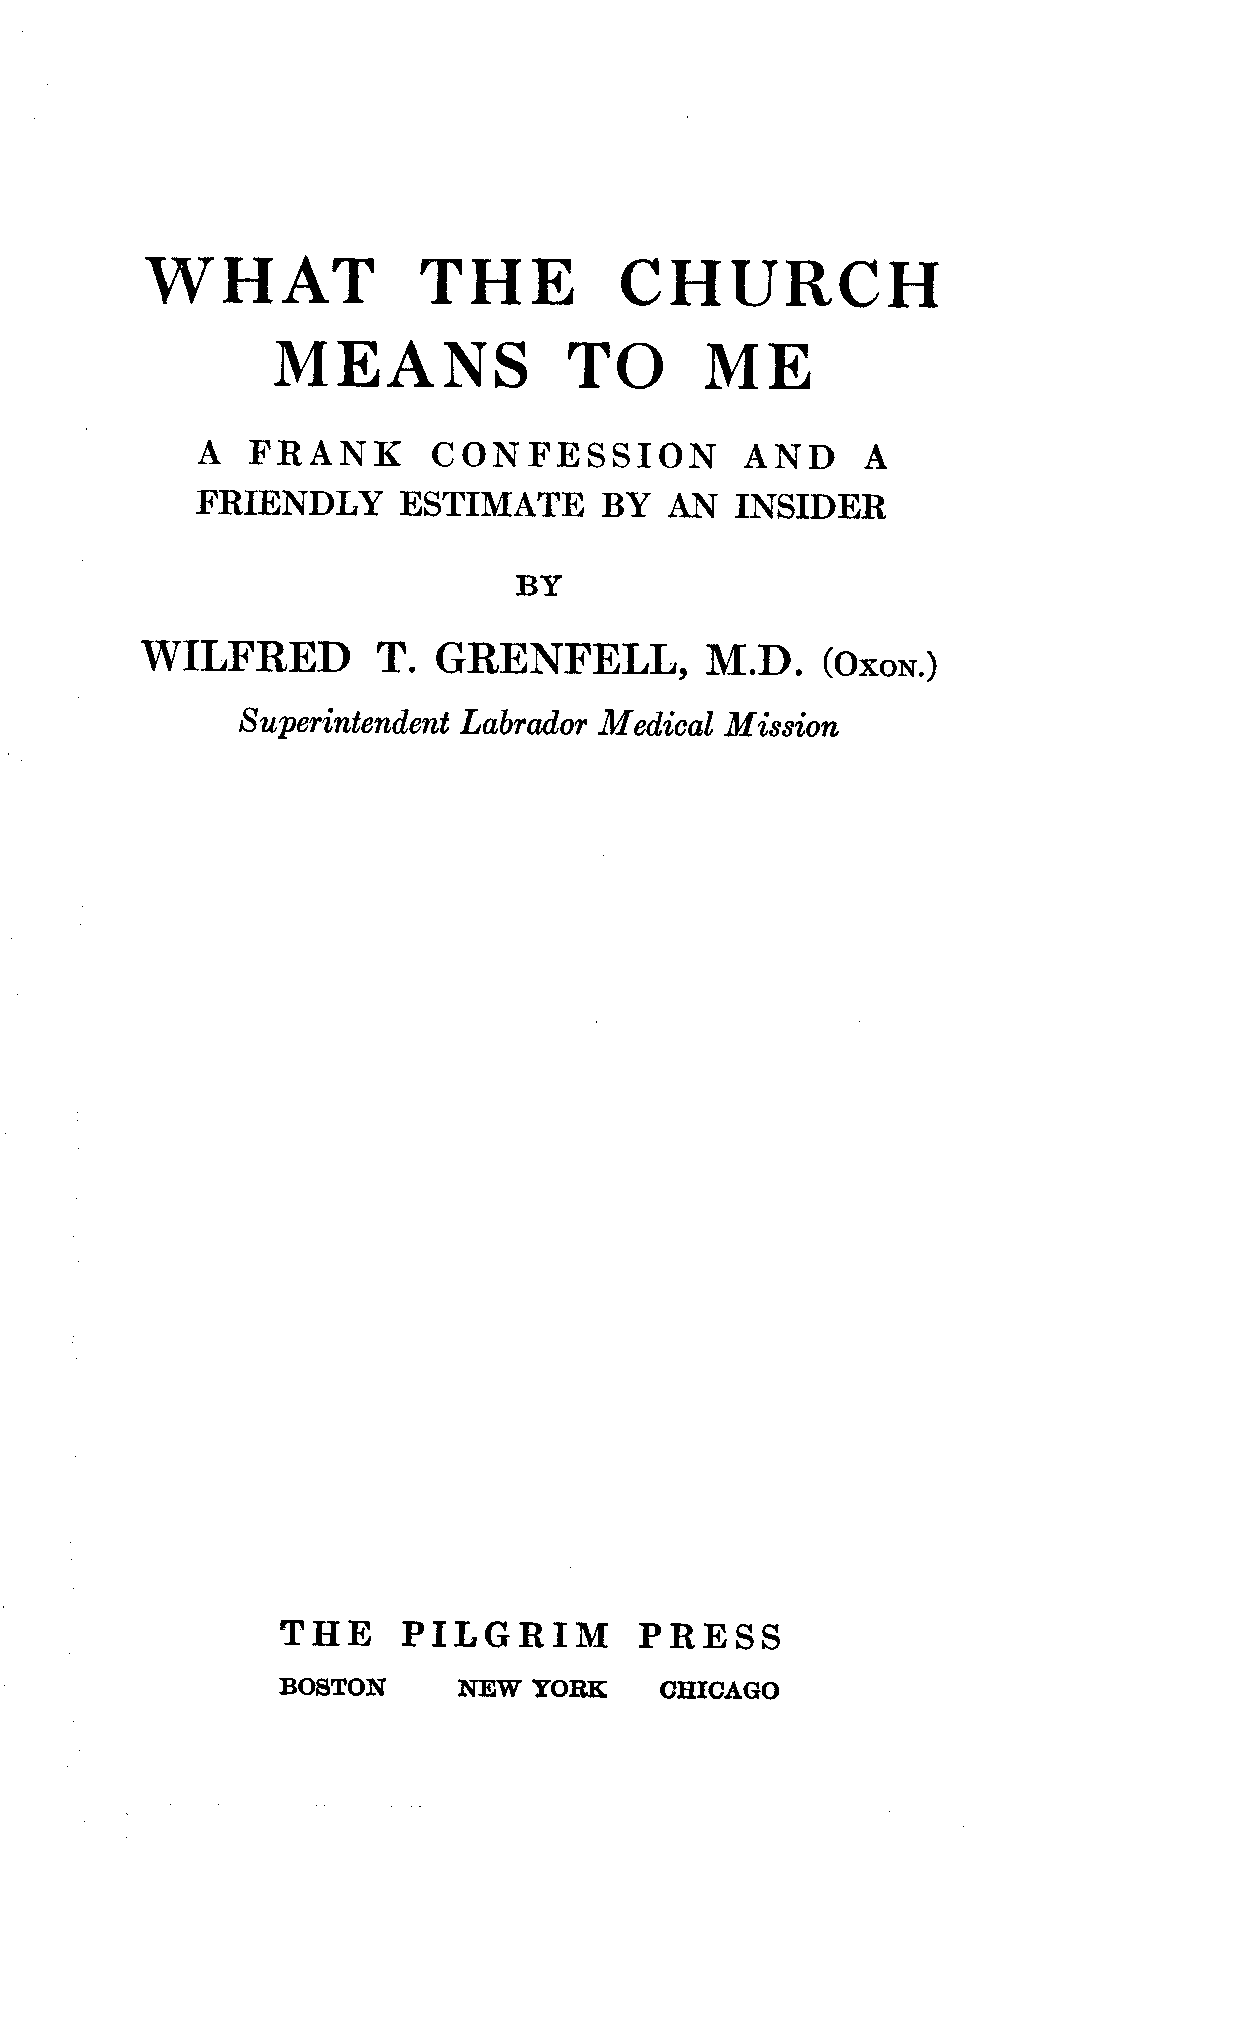 WHAT THE CHURCH
MEANS TO ME
A FRANK CONFESSION AND A
FRIENDLY ESTIMATE BY AN INSIDER
BY
WILFRED T. GRENFELL, M.D. (OXON.)
Superintendent Labrador Medical Mission
THE PILGRIM PRESS
BOSTON NEW YORK CHICAGO